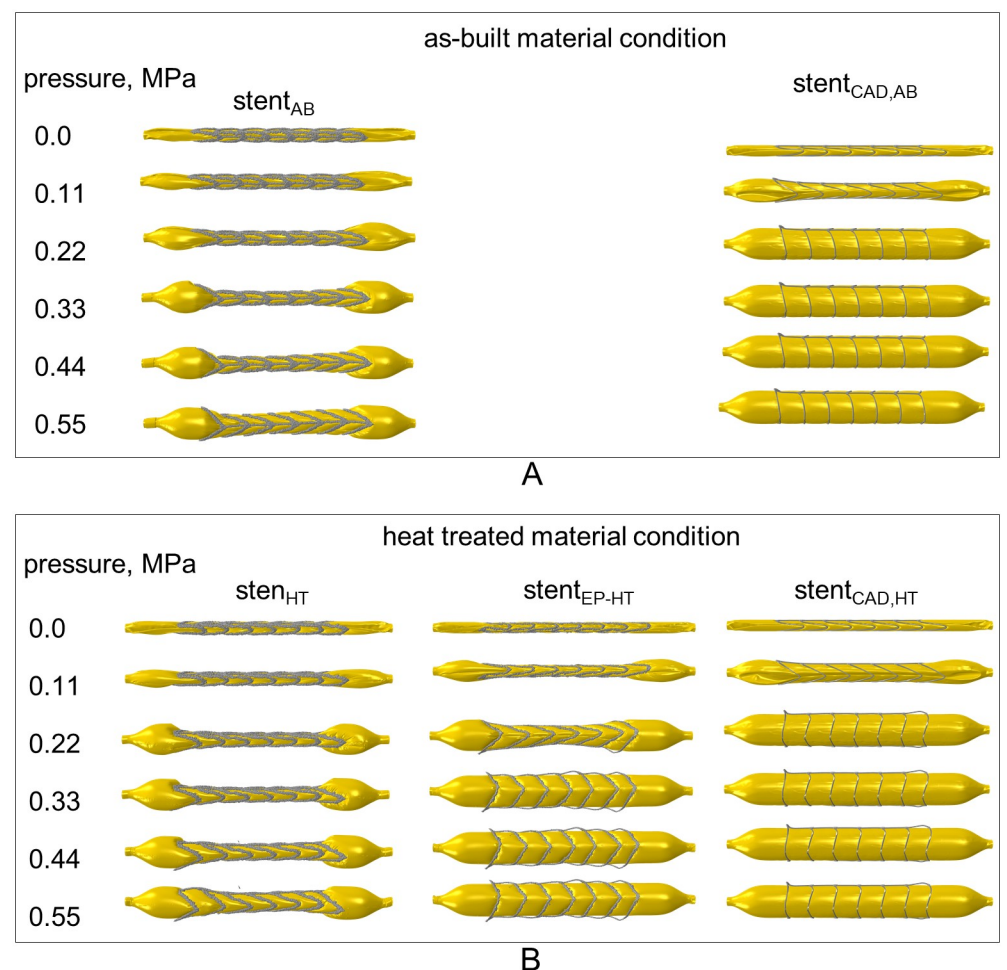 as-built material condition
pressure, MPa
stentAB
stentCAD,AB
0.0
0.11
0.22
0.33
0.44
0.55
A
heat treated material condition
pressure, MPa
stenHT
stentEP-HT
stentCAD,HT
0.0
0.11
0.22
0.33
0.44
0.55
B